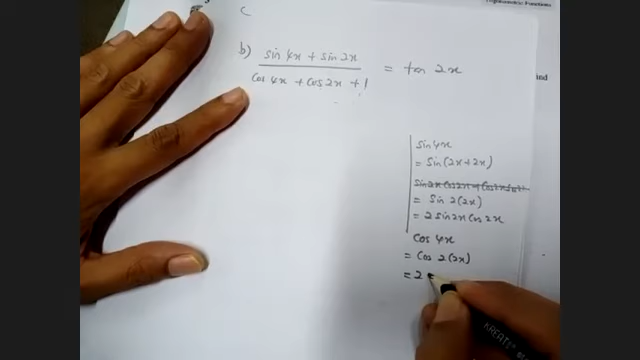 c
b) sin 4x + sin 2x / cos 4x + cos 2x + 1 = tan 2x
sin 4x
= sin (2x + 2x)
= sin 2(2x)
= 2 sin 2x cos 2x
cos 4x
= cos 2(2x)
= 2